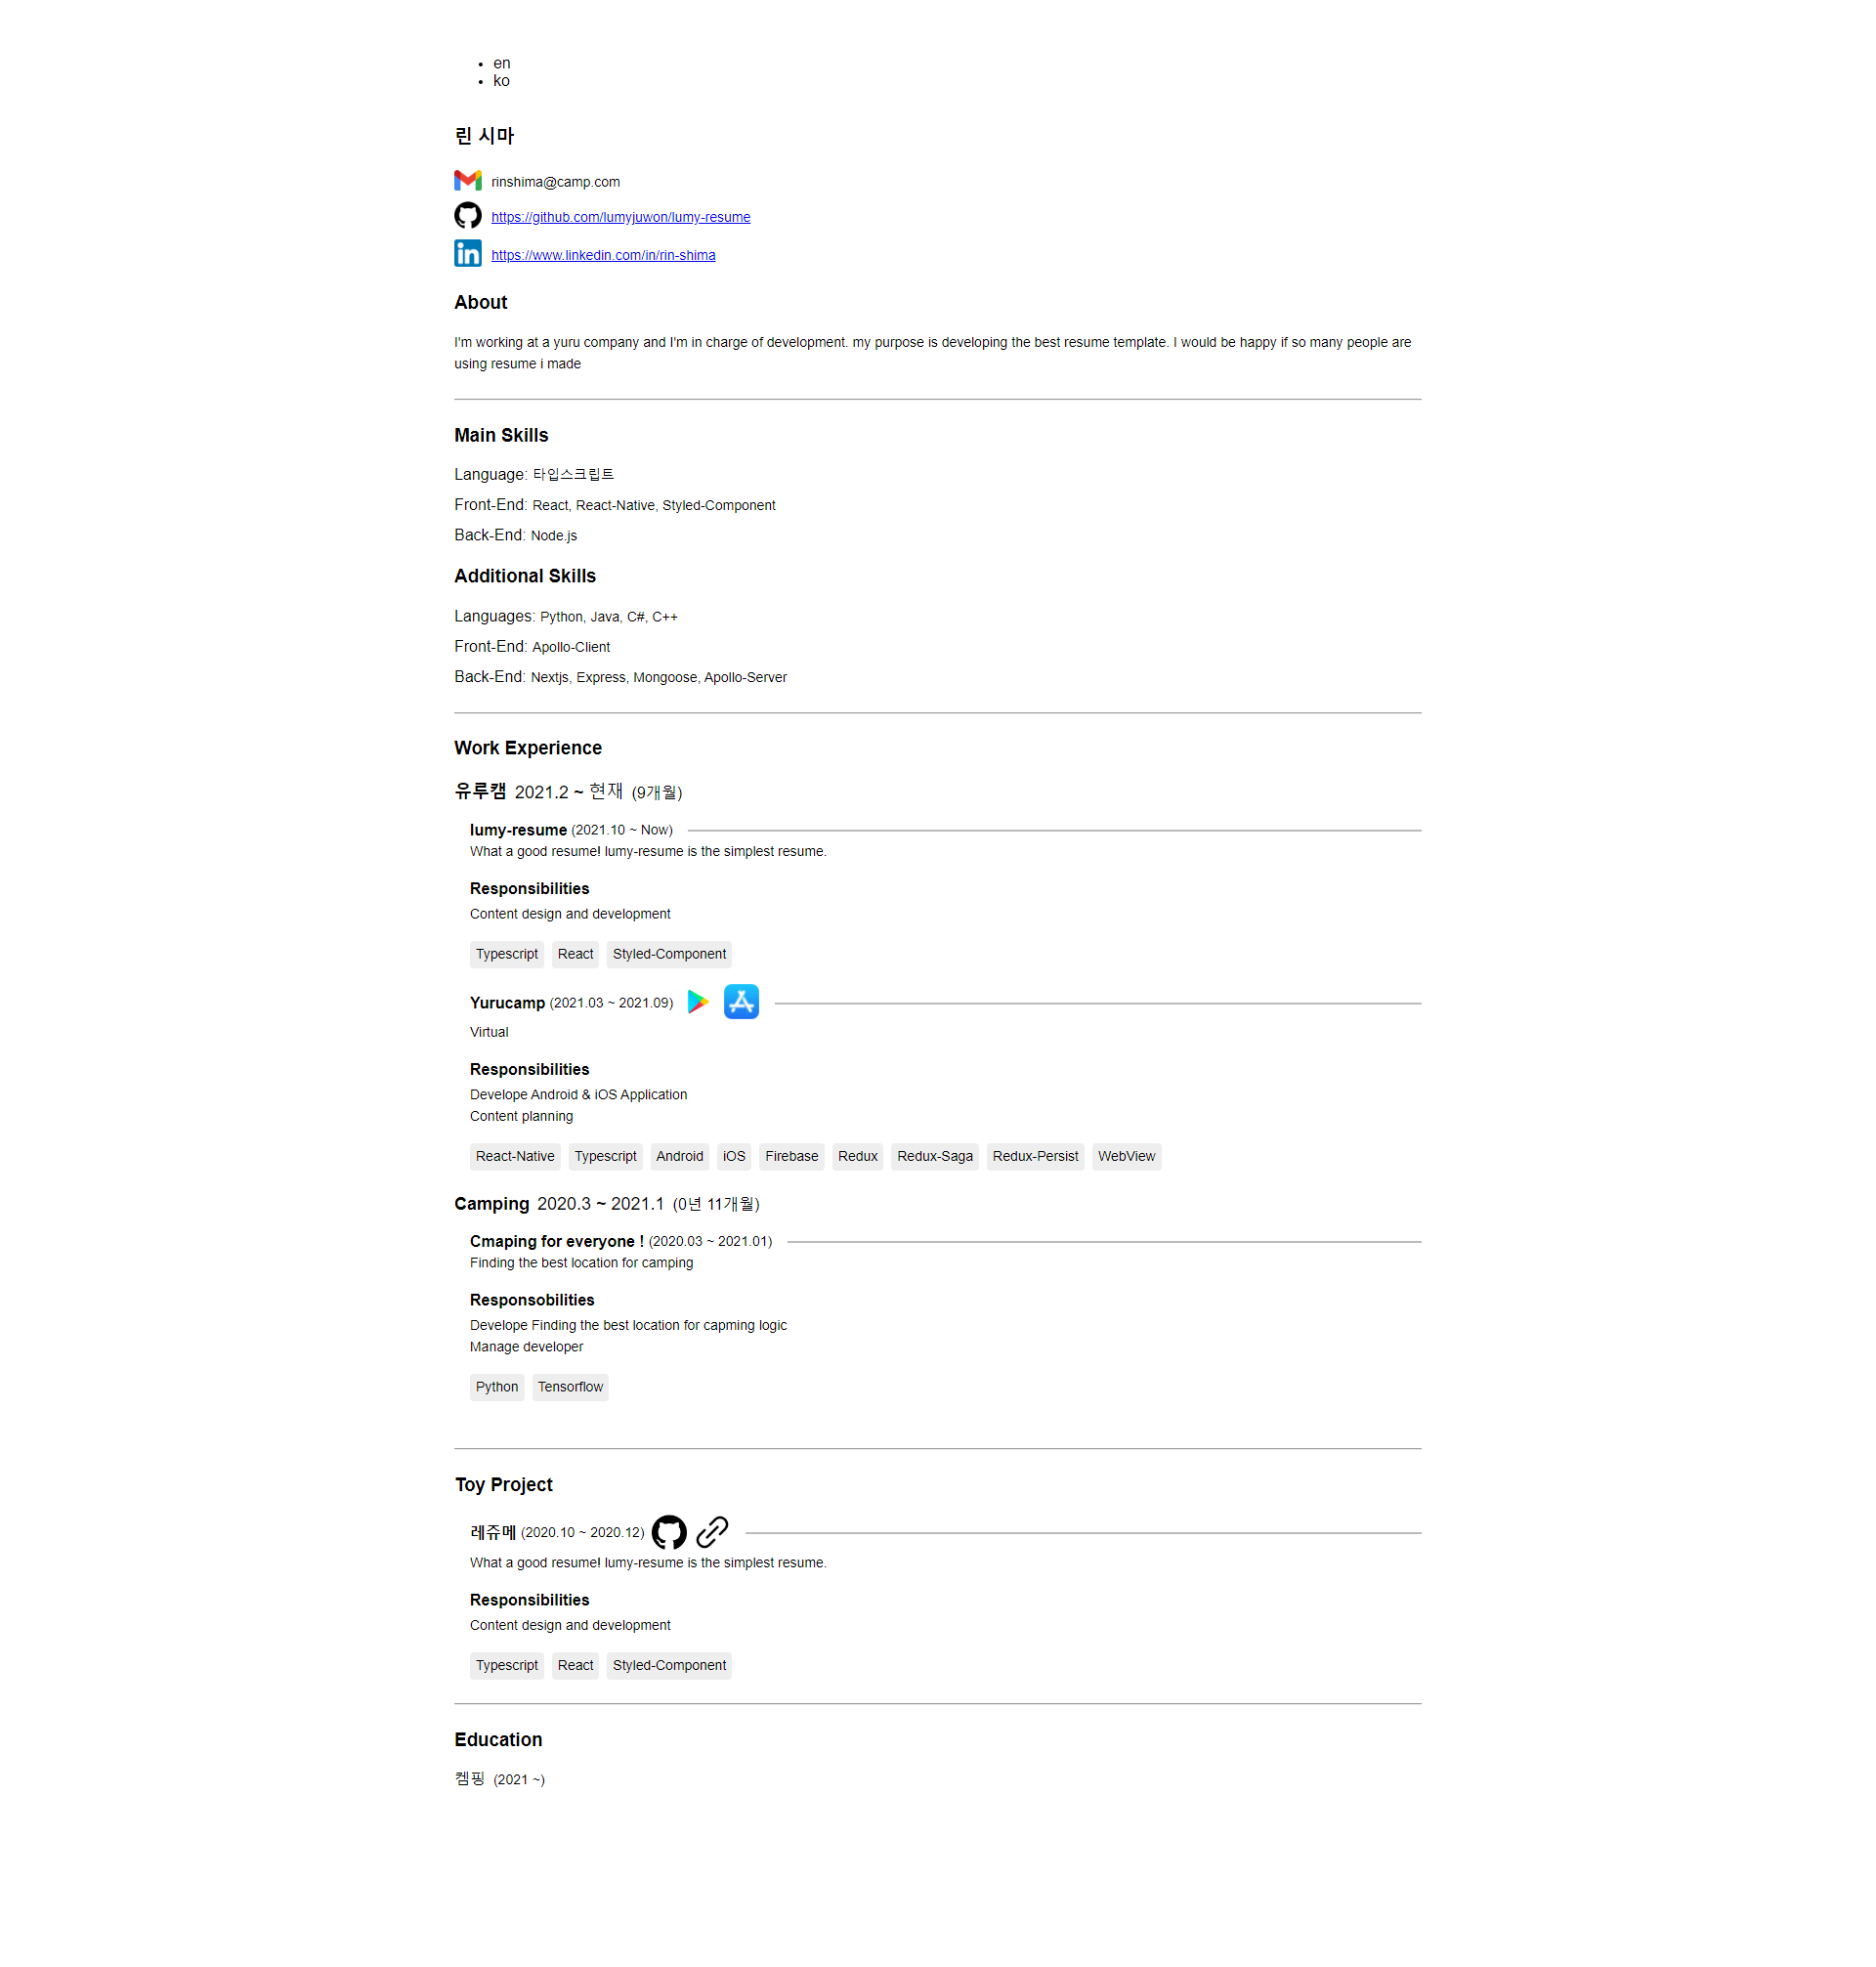 en
ko
린 시마
rinshima@camp.com
https://github.com/lumyjuwon/lumy-resume
https://www.linkedin.com/in/rin-shima
About
I'm working at a yuru company and I'm in charge of development. my purpose is developing the best resume template. I would be happy if so many people are
using resume i made
Main Skills
Language: 타입스크립트
Front-End: React, React-Native, Styled-Component
Back-End: Node.js
Additional Skills
Languages: Python, Java, C#, C++
Front-End: Apollo-Client
Back-End: Nextjs, Express, Mongoose, Apollo-Server
Work Experience
유루캠 2021.2 ~ 현재 (9개월)
lumy-resume (2021.10 ~ Now)
What a good resume! lumy-resume is the simplest resume.
Responsibilities
Content design and development
Typescript React Styled-Component
Yurucamp (2021.03 ~ 2021.09)
Virtual
Responsibilities
Develope Android & iOS Application
Content planning
React-Native Typescript Android iOS Firebase Redux Redux-Saga Redux-Persist WebView
Camping 2020.3 ~ 2021.1 (0년 11개월)
Cmaping for everyone ! (2020.03 ~ 2021.01)
Finding the best location for camping
Responsobilities
Develope Finding the best location for capming logic
Manage developer
Python Tensorflow
Toy Project
레쥬메 (2020.10 ~ 2020.12)
What a good resume! lumy-resume is the simplest resume.
Responsibilities
Content design and development
Typescript React Styled-Component
Education
켐핑 (2021 ~)